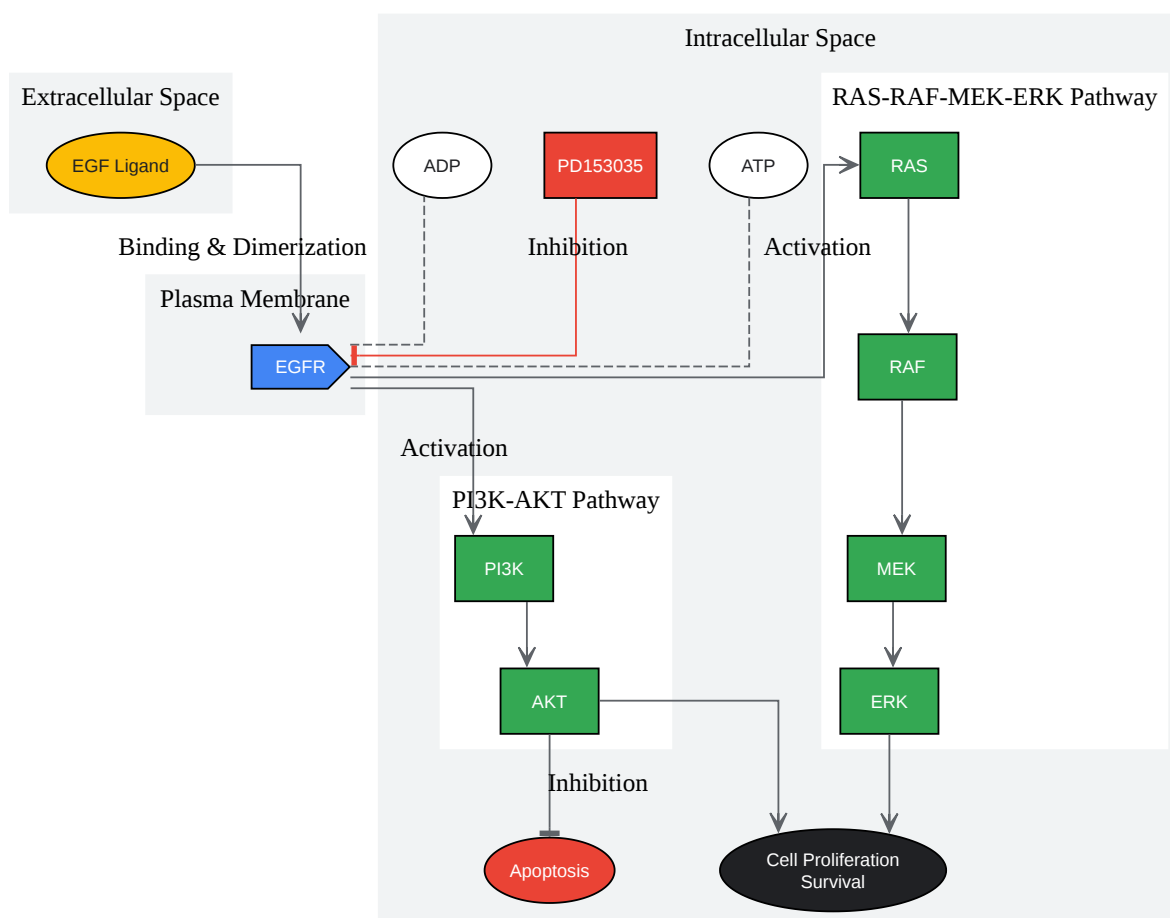 Intracellular Space
Extracellular Space
RAS-RAF-MEK-ERK Pathway
EGF Ligand
ADP
PD153035
ATP
RAS
Binding & Dimerization
Inhibition
Activation
Plasma Membrane
EGFR
RAF
Activation
PI3K-AKT Pathway
PI3K
MEK
AKT
ERK
Inhibition
Apoptosis
Cell Proliferation
Survival